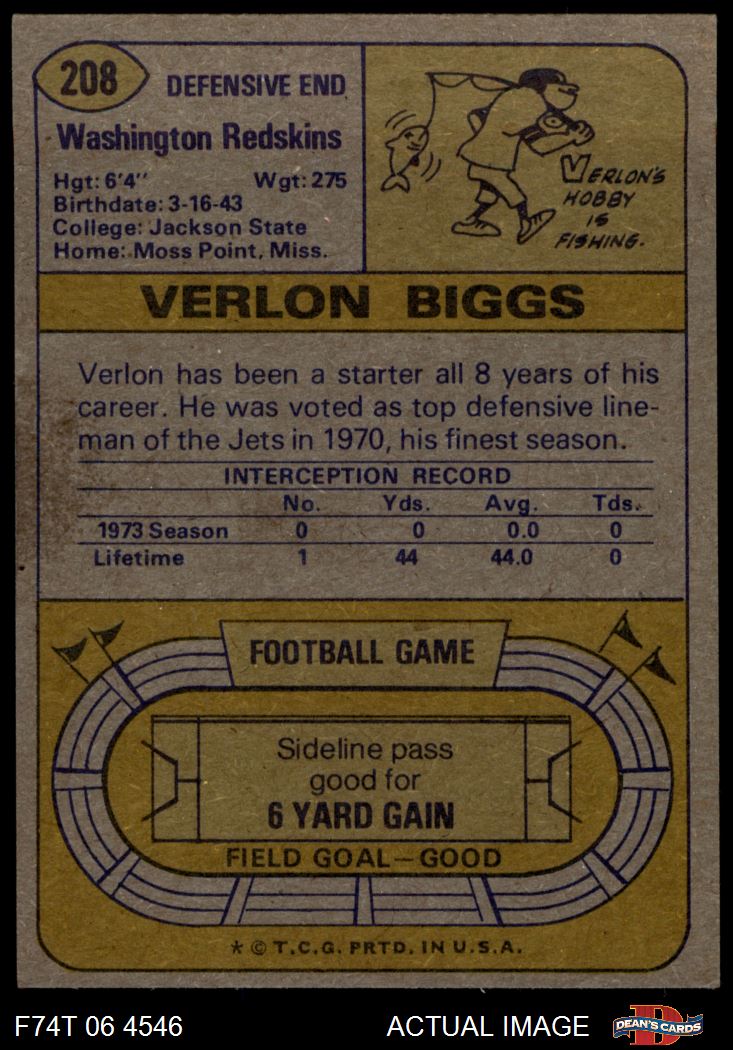 208
DEFENSIVE END
Washington Redskins
Hgt: 6'4" Wgt: 275
Birthdate: 3-16-43
College: Jackson State
Home: Moss Point, Miss.
VERLON'S
HOBBY
IS
FISHING.
VERLON BIGGS
Verlon has been a starter all 8 years of his
career. He was voted as top defensive line-
man of the Jets in 1970, his finest season.
INTERCEPTION RECORD
No. Yds. Avg. Tds.
1973 Season 0 0 0.0 0
Lifetime 1 44 44.0 0
FOOTBALL GAME
Sideline pass
good for
6 YARD GAIN
FIELD GOAL—GOOD
* © T.C.G. PRTD. IN U.S.A.
F74T 06 4546 ACTUAL IMAGE D DEAN'S CARDS